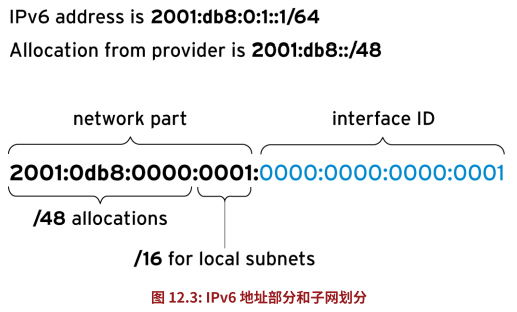 IPv6 address is 2001:db8:0:1::1/64
Allocation from provider is 2001:db8::/48
network part
interface ID
2001:0db8:0000:0001:0000:0000:0000:0001
/48 allocations
/16 for local subnets
图 12.3: IPv6 地址部分和子网划分